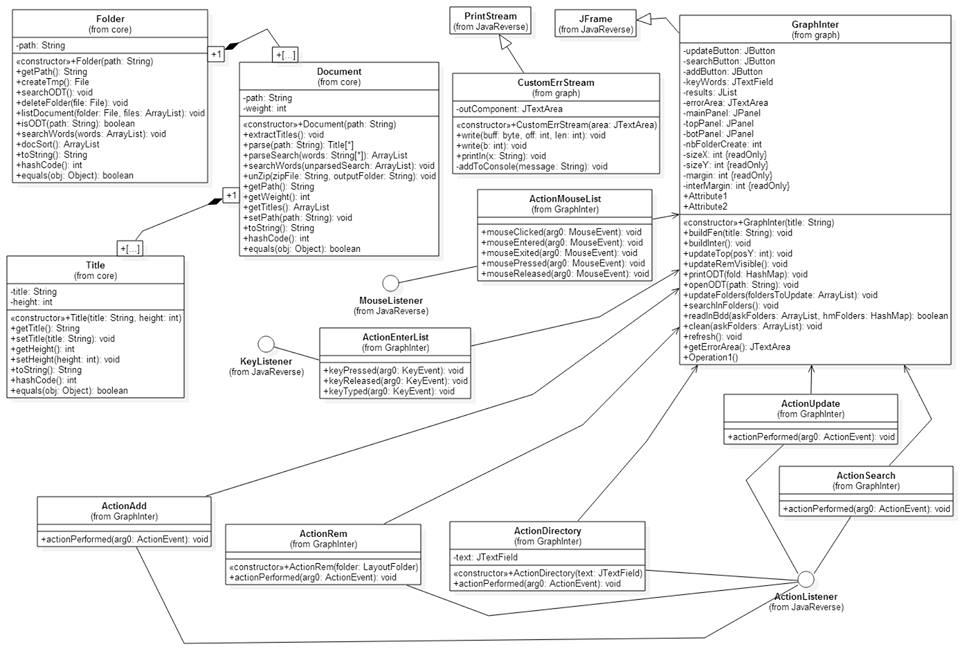 Folder
(from core)
-path: String
«constructor»+Folder(path: String)
+getPath(): String
+createTmp(): File
+searchODT(): void
+deleteFolder(file: File): void
+listDocument(folder: File, files: ArrayList): void
+isODT(path: String): boolean
+searchWords(words: ArrayList): void
+docSort(): ArrayList
+toString(): String
+hashCode(): int
+equals(obj: Object): boolean
+1
+[...]
Document
(from core)
-path: String
-weight: int
«constructor»+Document(path: String)
+extractTitles(): void
+parse(path: String): Title[*]
+parseSearch(words: String[*]): ArrayList
+searchWords(unparsedSearch: ArrayList): void
+unZip(zipFile: String, outputFolder: String): void
+getPath(): String
+getWeight(): int
+getTitles(): ArrayList
+setPath(path: String): void
+toString(): String
+hashCode(): int
+equals(obj: Object): boolean
+1
+[...]
Title
(from core)
-title: String
-height: int
«constructor»+Title(title: String, height: int)
+getTitle(): String
+setTitle(title: String): void
+getHeight(): int
+setHeight(height: int): void
+toString(): String
+hashCode(): int
+equals(obj: Object): boolean
PrintStream
(from JavaReverse)
JFrame
(from JavaReverse)
CustomErrStream
(from graph)
-outComponent: JTextArea
«constructor»+CustomErrStream(area: JTextArea)
+write(buff: byte, off: int, len: int): void
+write(b: int): void
+println(x: String): void
-addToConsole(message: String): void
GraphInter
(from graph)
-updateButton: JButton
-searchButton: JButton
-addButton: JButton
-keyWords: JTextField
-results: JList
-errorArea: JTextArea
-mainPanel: JPanel
-topPanel: JPanel
-botPanel: JPanel
-nbFolderCreate: int
-sizeX: int {readOnly}
-sizeY: int {readOnly}
-margin: int {readOnly}
-interMargin: int {readOnly}
+Attribute1
+Attribute2
«constructor»+GraphInter(title: String)
+buildFen(title: String): void
+buildInter(): void
+updateTop(posY: int): void
+updateRemVisible(): void
+printODT(fold: HashMap): void
+openODT(path: String): void
+updateFolders(foldersToUpdate: ArrayList): void
+searchInFolders(): void
+readInBdd(askFolders: ArrayList, hmFolders: HashMap): boolean
+clean(askFolders: ArrayList): void
+refresh(): void
+getErrorArea(): JTextArea
+Operation1()
ActionMouseList
(from GraphInter)
+mouseClicked(arg0: MouseEvent): void
+mouseEntered(arg0: MouseEvent): void
+mouseExited(arg0: MouseEvent): void
+mousePressed(arg0: MouseEvent): void
+mouseReleased(arg0: MouseEvent): void
MouseListener
(from JavaReverse)
KeyListener
(from JavaReverse)
ActionEnterList
(from GraphInter)
+keyPressed(arg0: KeyEvent): void
+keyReleased(arg0: KeyEvent): void
+keyTyped(arg0: KeyEvent): void
ActionUpdate
(from GraphInter)
+actionPerformed(arg0: ActionEvent): void
ActionSearch
(from GraphInter)
+actionPerformed(arg0: ActionEvent): void
ActionAdd
(from GraphInter)
+actionPerformed(arg0: ActionEvent): void
ActionRem
(from GraphInter)
«constructor»+ActionRem(folder: LayoutFolder)
+actionPerformed(arg0: ActionEvent): void
ActionDirectory
(from GraphInter)
-text: JTextField
«constructor»+ActionDirectory(text: JTextField)
+actionPerformed(arg0: ActionEvent): void
ActionListener
(from JavaReverse)